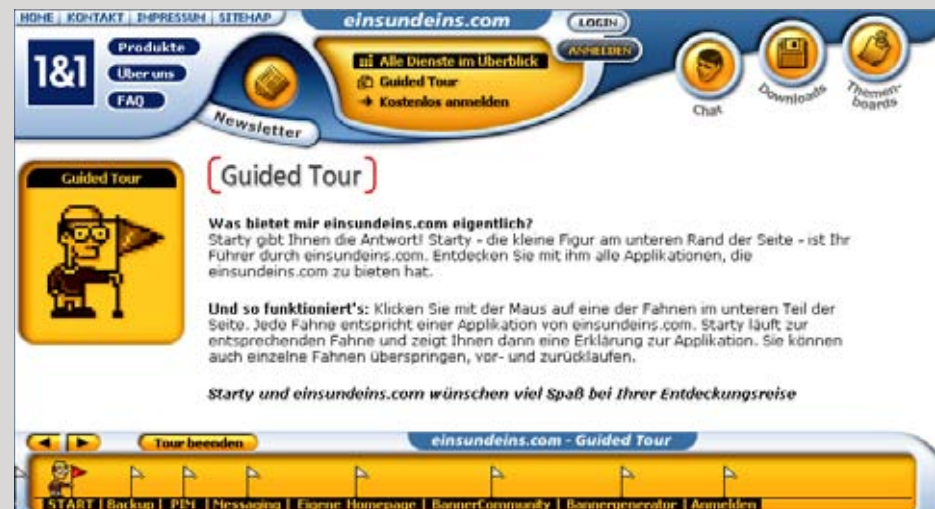 HOME | KONTAKT | IMPRESSUM | SITEMAP
einsundeins.com
LOGIN
ANMELDEN
1&1
Produkte
Über uns
FAQ
Newsletter
Alle Dienste im Überblick
Guided Tour
Kostenlos anmelden
Chat
Downloads
Themen-
boards
Guided Tour
[Guided Tour]
Was bietet mir einsundeins.com eigentlich?
Starty gibt Ihnen die Antwort! Starty - die kleine Figur am unteren Rand der Seite - ist Ihr
Führer durch einsundeins.com. Entdecken Sie mit ihm alle Applikationen, die
einsundeins.com zu bieten hat.
Und so funktioniert's: Klicken Sie mit der Maus auf eine der Fahnen im unteren Teil der
Seite. Jede Fahne entspricht einer Applikation von einsundeins.com. Starty läuft zur
entsprechenden Fahne und zeigt Ihnen dann eine Erklärung zur Applikation. Sie können
auch einzelne Fahnen überspringen, vor- und zurücklaufen.
Starty und einsundeins.com wünschen viel Spaß bei Ihrer Entdeckungsreise
Tour beenden
einsundeins.com - Guided Tour
START | Backup | PIM | Messaging | Eigene Homepage | BannerCommunity | Bannergenerator | Anmelden